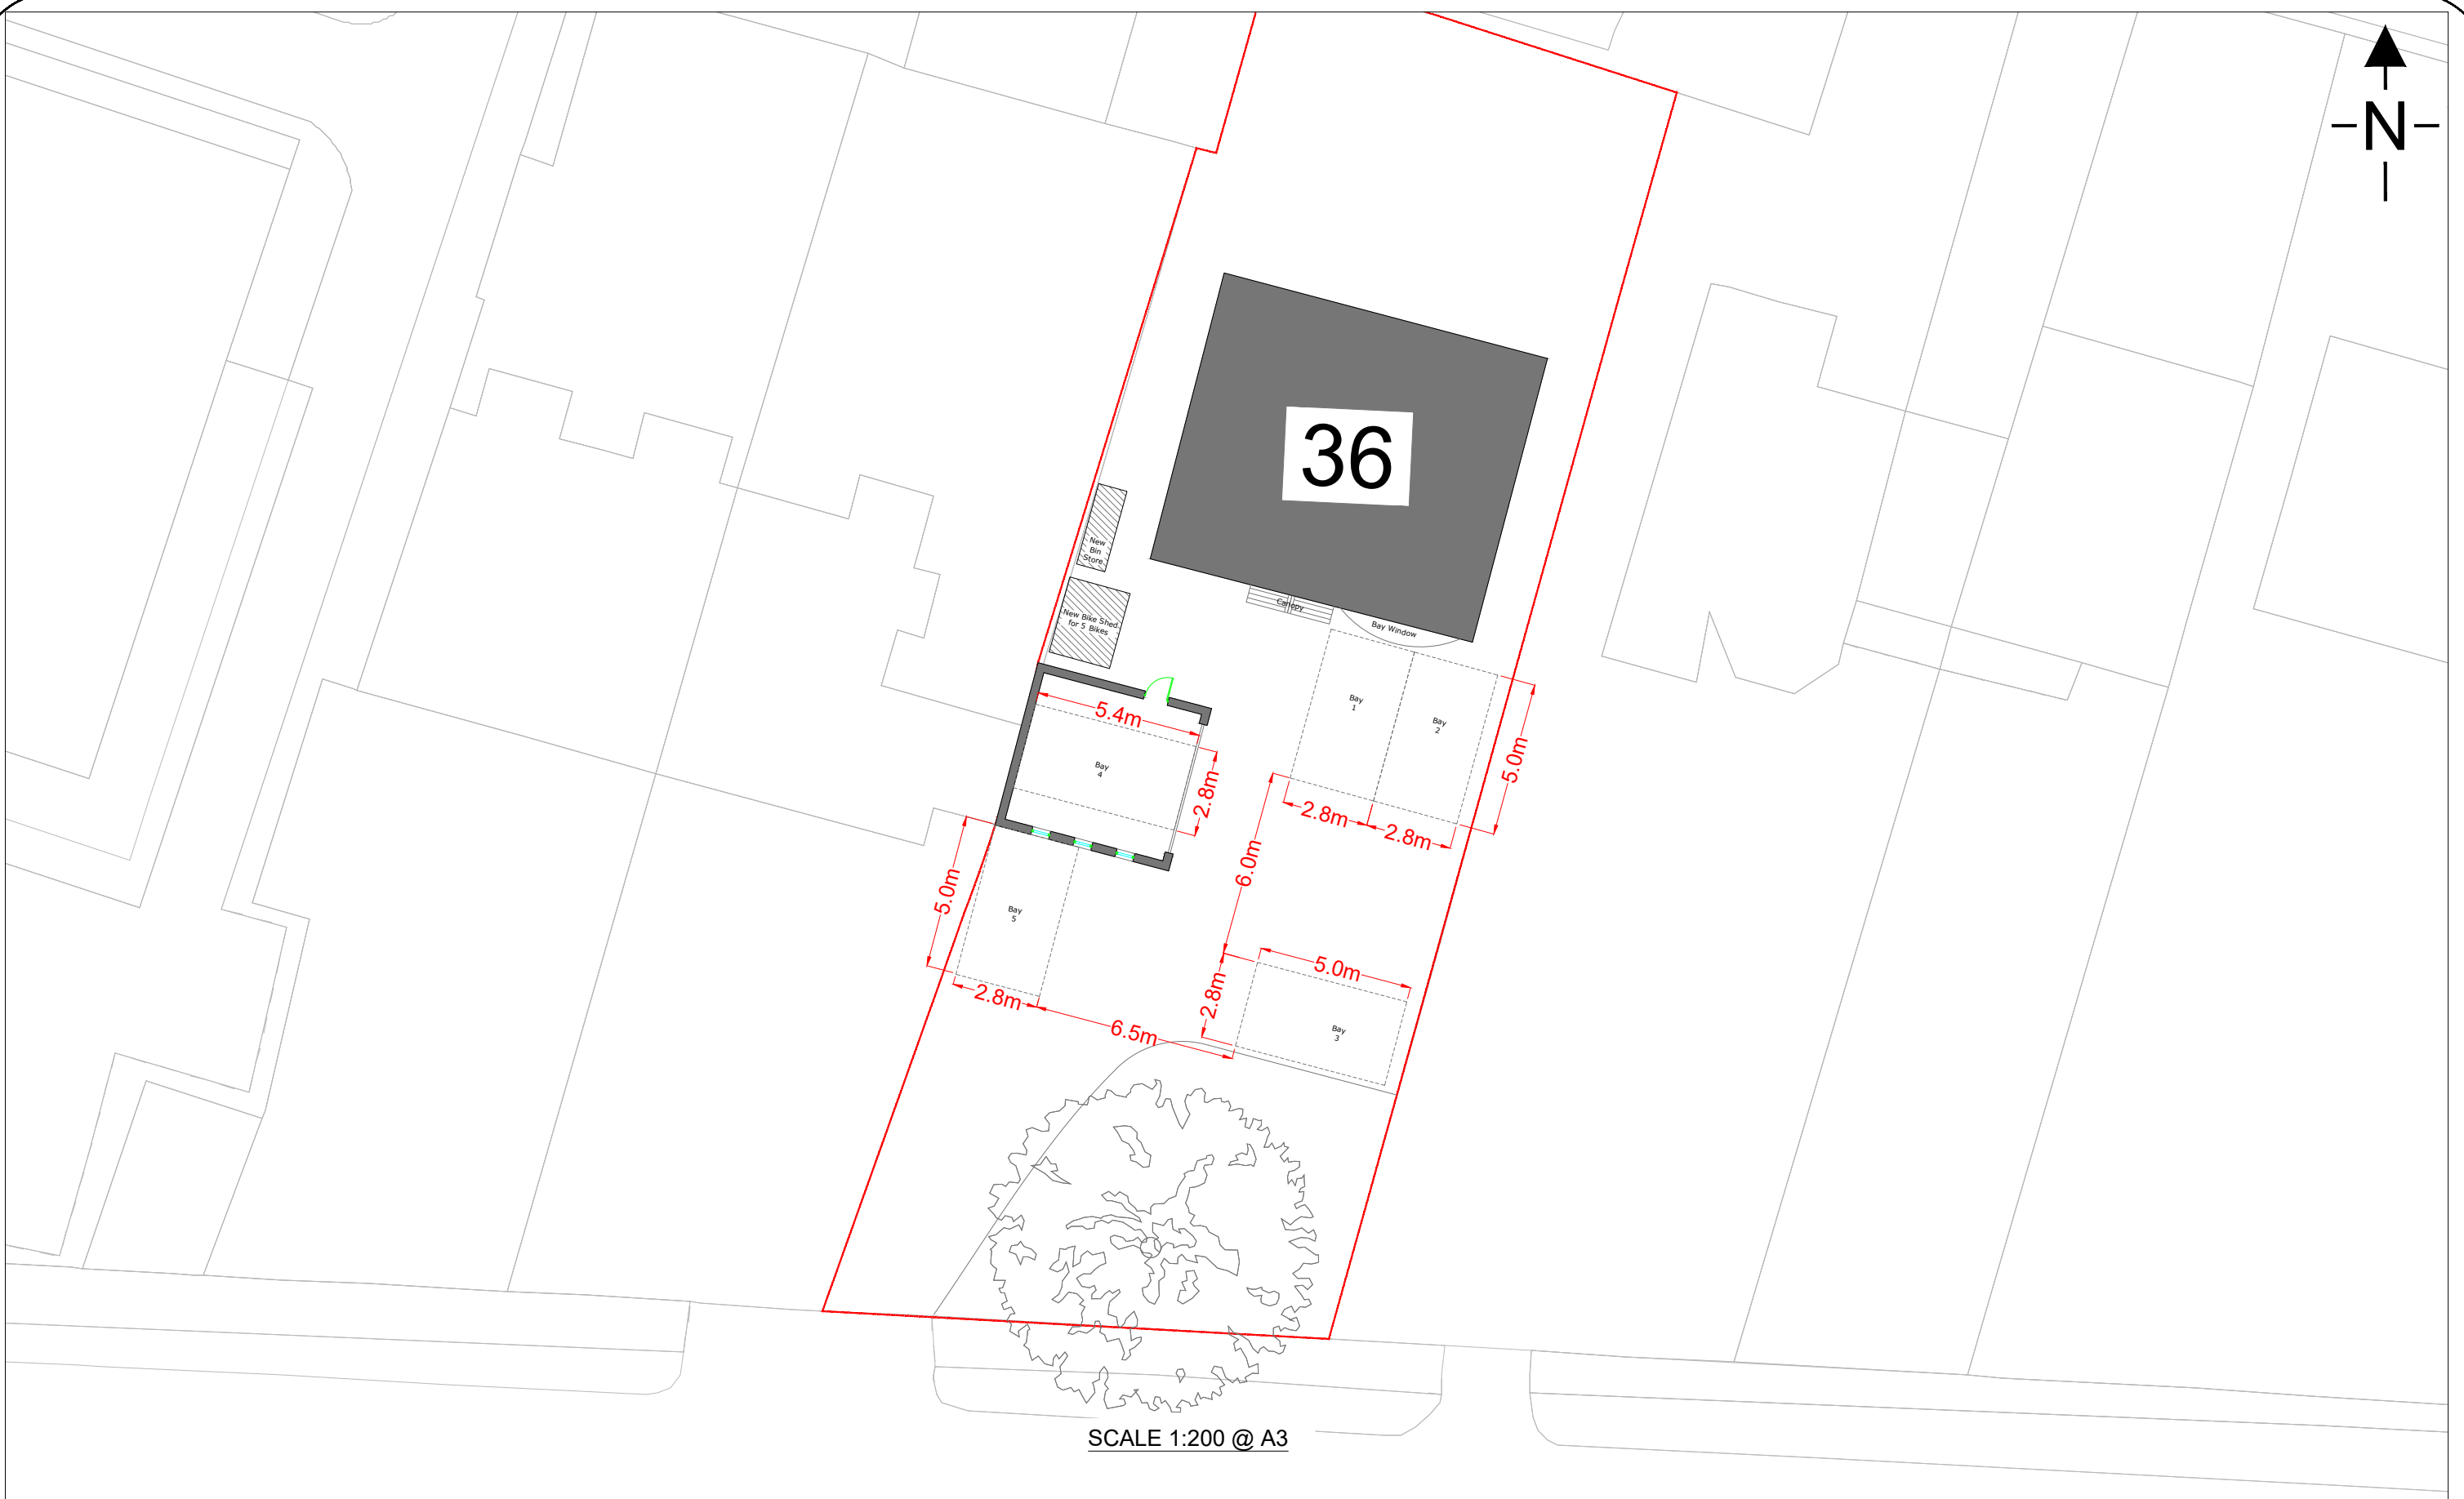 -N-
36
New
Bin
Store
New Bike Shed
for 5 Bikes
Canopy
Bay Window
Bay
1
Bay
2
5.0m
5.4m
Bay
4
2.8m
2.8m
2.8m
6.0m
5.0m
Bay
5
2.8m
6.5m
5.0m
2.8m
Bay
3
SCALE 1:200 @ A3